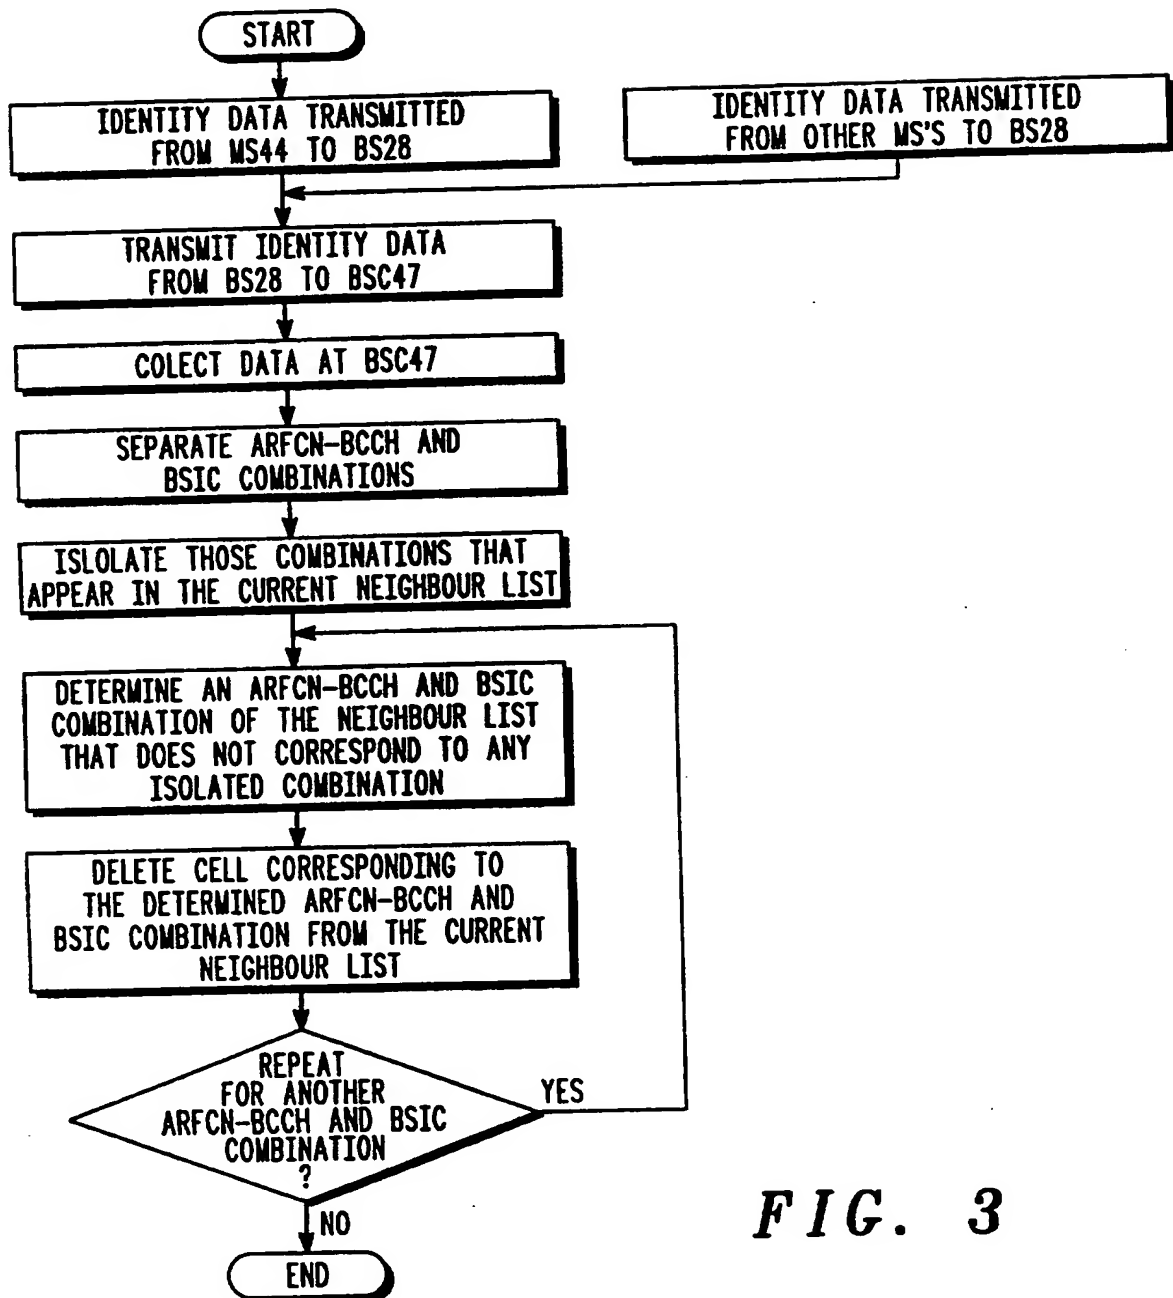 START
IDENTITY DATA TRANSMITTED
FROM MS44 TO BS28
IDENTITY DATA TRANSMITTED
FROM OTHER MS'S TO BS28
TRANSMIT IDENTITY DATA
FROM BS28 TO BSC47
COLECT DATA AT BSC47
SEPARATE ARFCN-BCCH AND
BSIC COMBINATIONS
ISLOLATE THOSE COMBINATIONS THAT
APPEAR IN THE CURRENT NEIGHBOUR LIST
DETERMINE AN ARFCN-BCCH AND BSIC
COMBINATION OF THE NEIGHBOUR LIST
THAT DOES NOT CORRESPOND TO ANY
ISOLATED COMBINATION
DELETE CELL CORRESPONDING TO
THE DETERMINED ARFCN-BCCH AND
BSIC COMBINATION FROM THE CURRENT
NEIGHBOUR LIST
REPEAT
FOR ANOTHER
ARFCN-BCCH AND BSIC
COMBINATION
?
YES
NO
END
FIG. 3